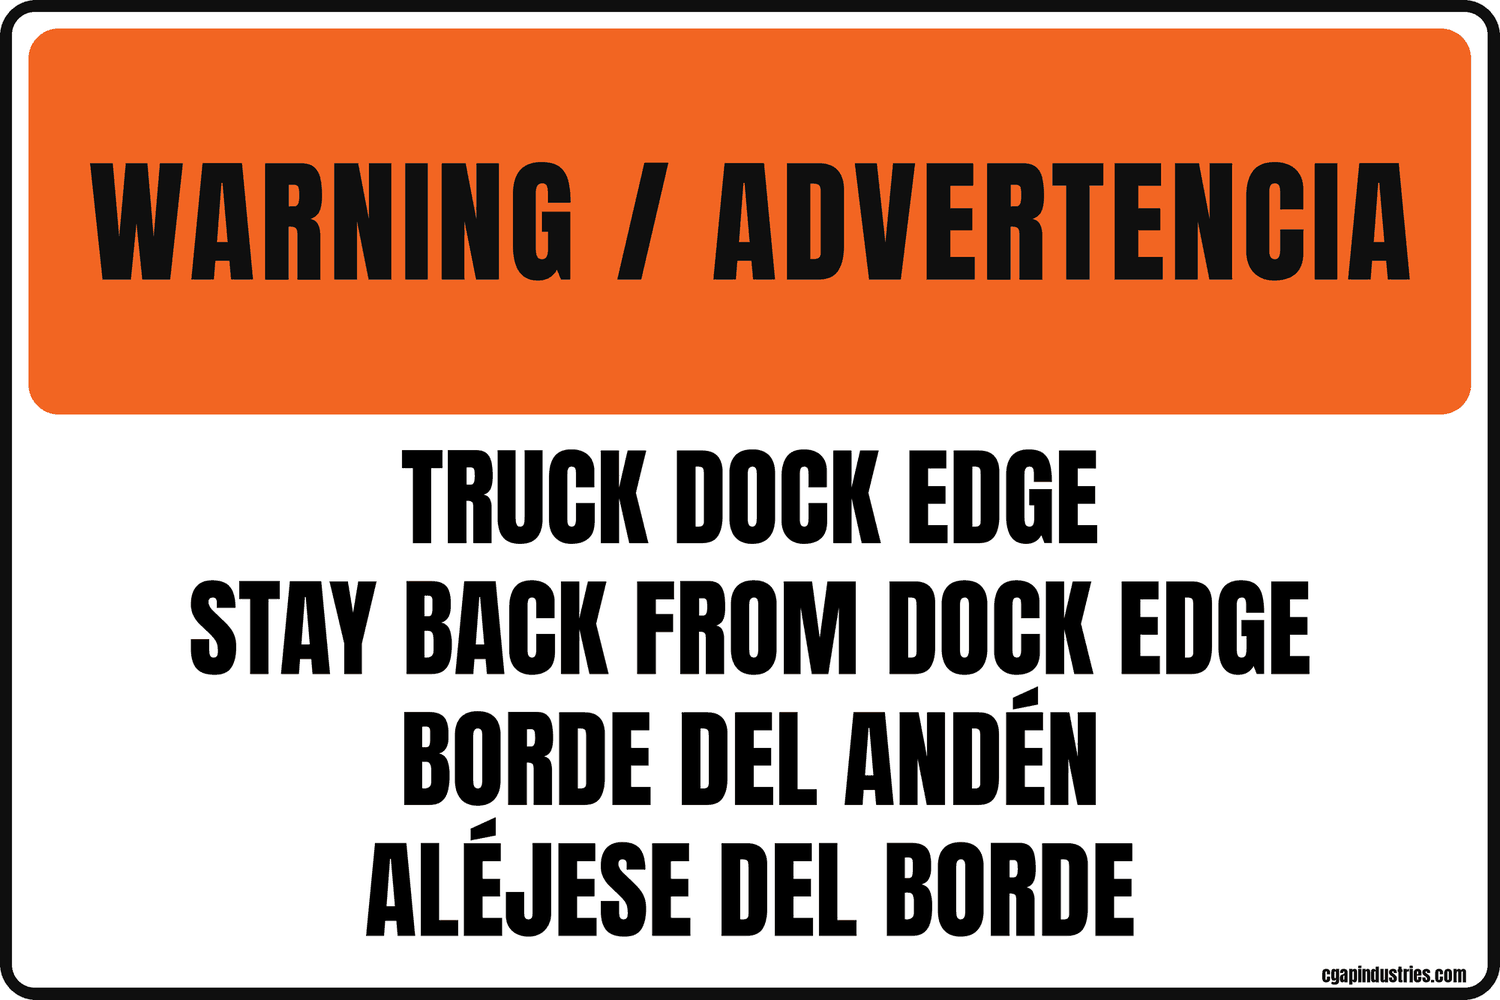 WARNING / ADVERTENCIA
TRUCK DOCK EDGE
STAY BACK FROM DOCK EDGE
BORDE DEL ANDÉN
ALÉJESE DEL BORDE
cgapindustries.com